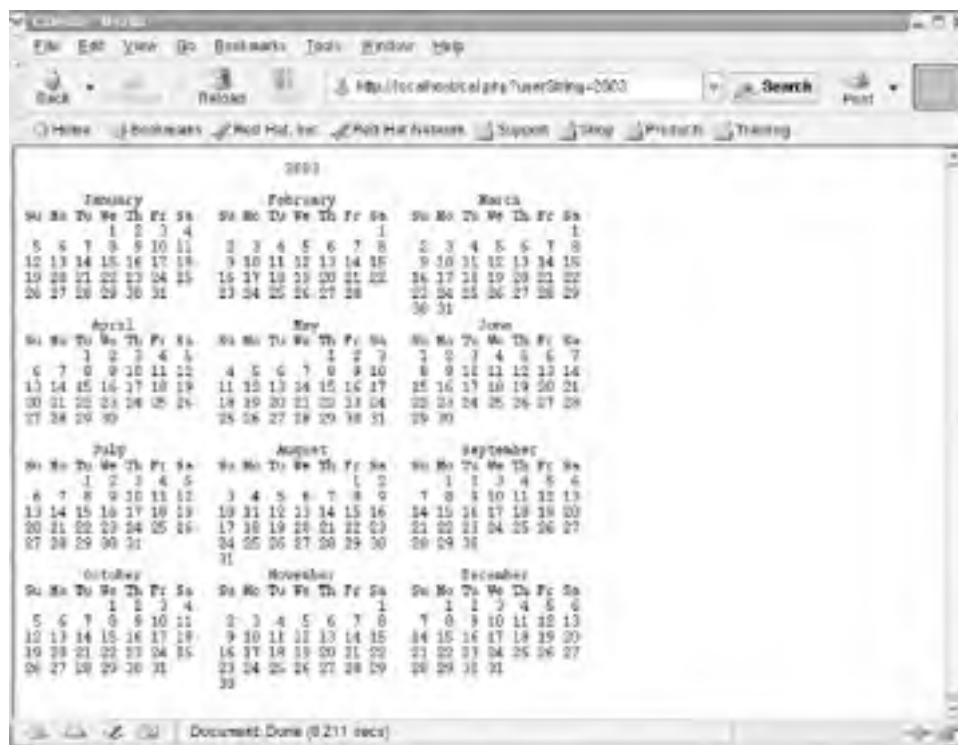 File Edit View Go Bookmarks Tools Window Help
Back Reload http://localhost/cal.php?userString=2003 Search Print
Home Bookmarks Red Hat, Inc. Red Hat Network Support Shop Products Training
2003
January February March
Su Mo Tu We Th Fr Sa Su Mo Tu We Th Fr Sa Su Mo Tu We Th Fr Sa
1 2 3 4 1 1
5 6 7 8 9 10 11 2 3 4 5 6 7 8 2 3 4 5 6 7 8
12 13 14 15 16 17 18 9 10 11 12 13 14 15 9 10 11 12 13 14 15
19 20 21 22 23 24 25 16 17 18 19 20 21 22 16 17 18 19 20 21 22
26 27 28 29 30 31 23 24 25 26 27 28 23 24 25 26 27 28 29
30 31
April May June
Su Mo Tu We Th Fr Sa Su Mo Tu We Th Fr Sa Su Mo Tu We Th Fr Sa
1 2 3 4 5 1 2 3 1 2 3 4 5 6 7
6 7 8 9 10 11 12 4 5 6 7 8 9 10 8 9 10 11 12 13 14
13 14 15 16 17 18 19 11 12 13 14 15 16 17 15 16 17 18 19 20 21
20 21 22 23 24 25 26 18 19 20 21 22 23 24 22 23 24 25 26 27 28
27 28 29 30 25 26 27 28 29 30 31 29 30
July August September
Su Mo Tu We Th Fr Sa Su Mo Tu We Th Fr Sa Su Mo Tu We Th Fr Sa
1 2 3 4 5 1 2 1 2 3 4 5 6
6 7 8 9 10 11 12 3 4 5 6 7 8 9 7 8 9 10 11 12 13
13 14 15 16 17 18 19 10 11 12 13 14 15 16 14 15 16 17 18 19 20
20 21 22 23 24 25 26 17 18 19 20 21 22 23 21 22 23 24 25 26 27
27 28 29 30 31 24 25 26 27 28 29 30 28 29 30
31
October November December
Su Mo Tu We Th Fr Sa Su Mo Tu We Th Fr Sa Su Mo Tu We Th Fr Sa
1 2 3 4 1 1 2 3 4 5 6
5 6 7 8 9 10 11 2 3 4 5 6 7 8 7 8 9 10 11 12 13
12 13 14 15 16 17 18 9 10 11 12 13 14 15 14 15 16 17 18 19 20
19 20 21 22 23 24 25 16 17 18 19 20 21 22 21 22 23 24 25 26 27
26 27 28 29 30 31 23 24 25 26 27 28 29 28 29 30 31
30
Document: Done (0.211 secs)